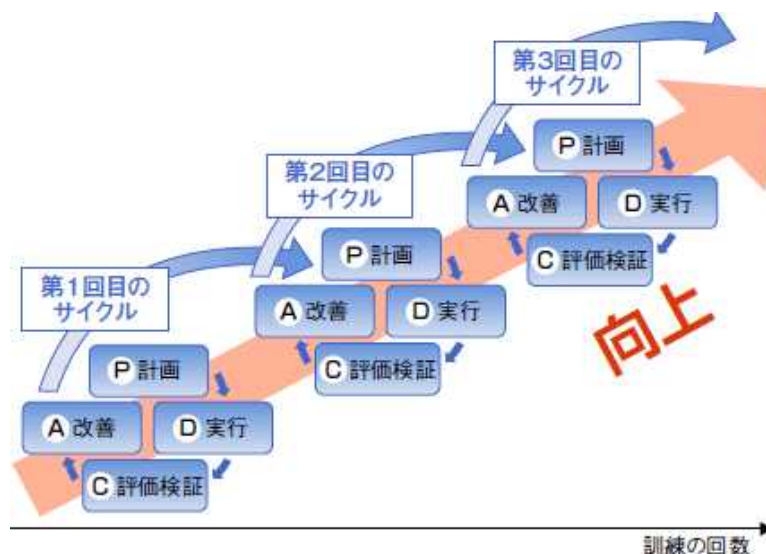 第1回目の
サイクル
P 計画
D 実行
C 評価検証
A 改善
第2回目の
サイクル
P 計画
D 実行
C 評価検証
A 改善
第3回目の
サイクル
P 計画
D 実行
C 評価検証
A 改善
向上
訓練の回数